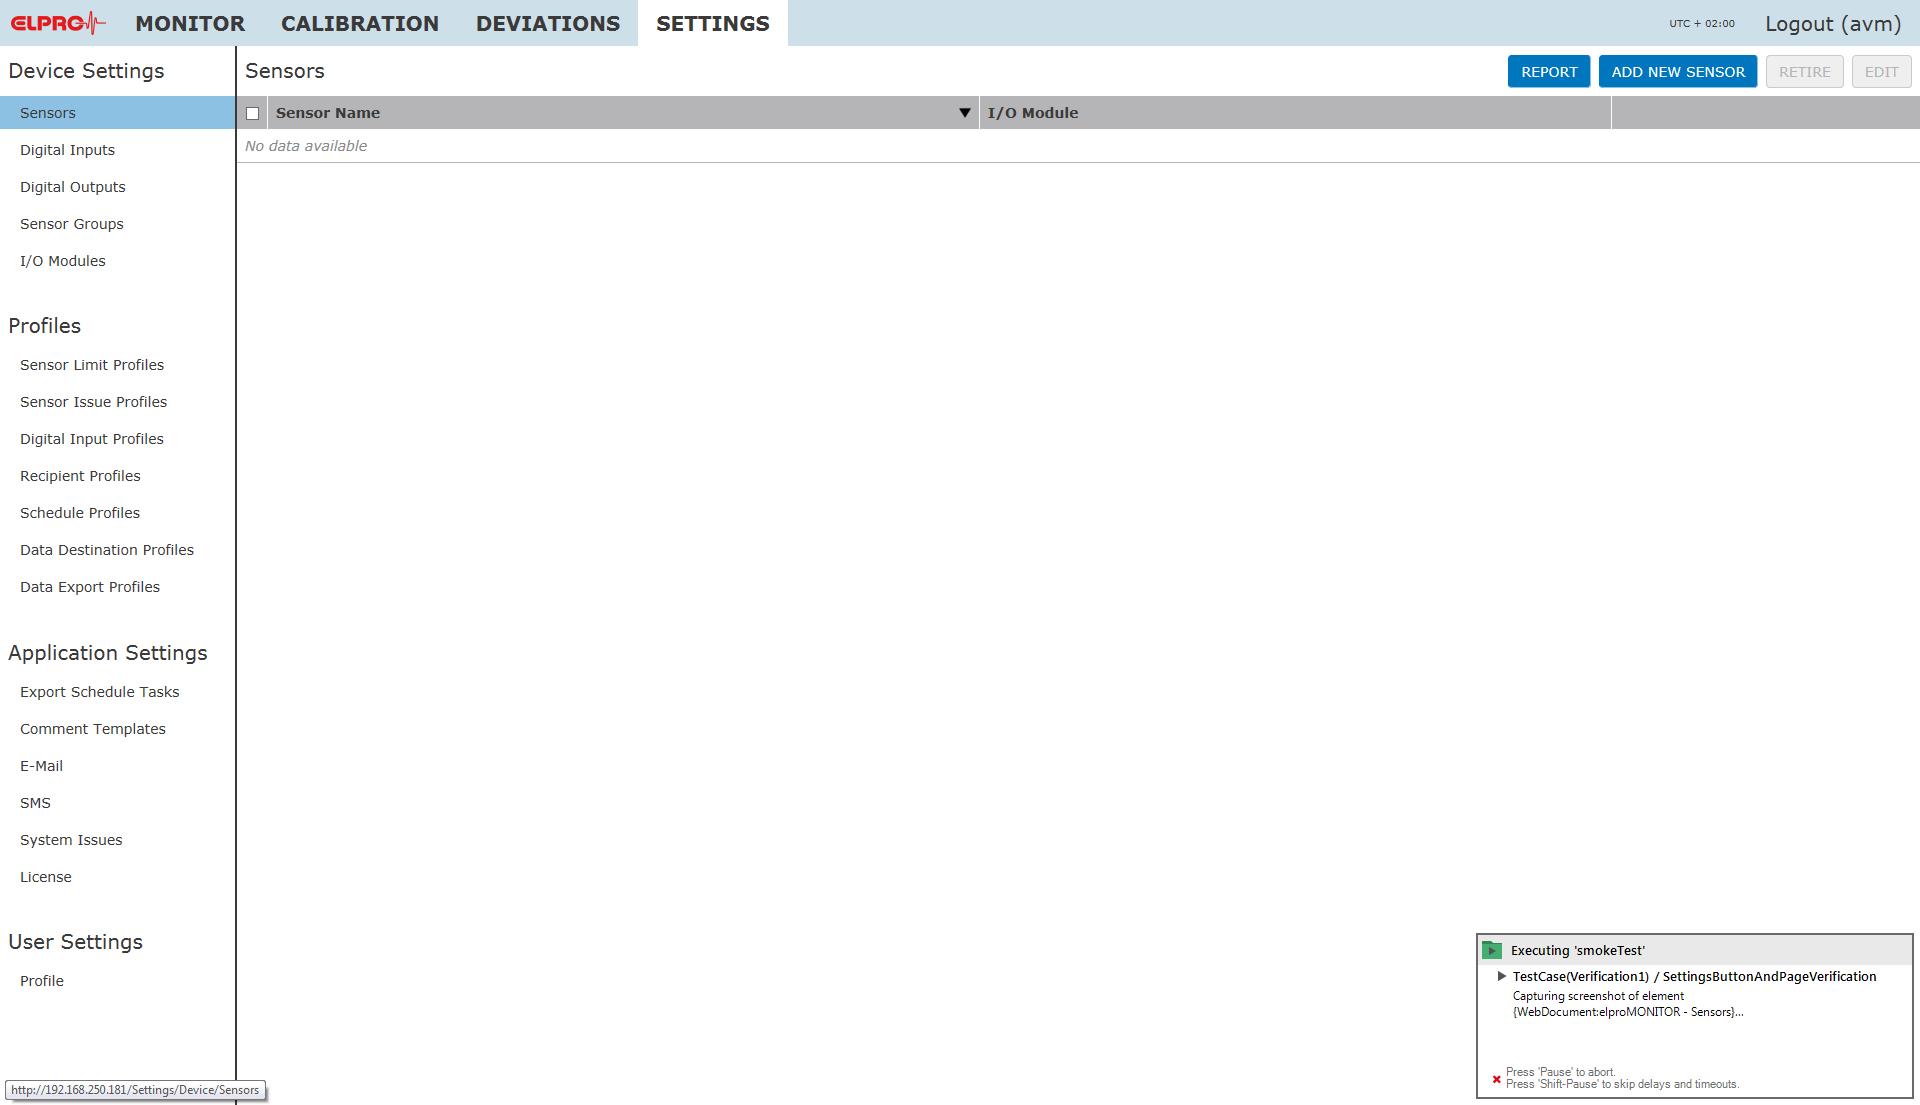 ELPRO MONITOR CALIBRATION DEVIATIONS SETTINGS UTC + 02:00 Logout (avm)
Device Settings
Sensors
Digital Inputs
Digital Outputs
Sensor Groups
I/O Modules
Profiles
Sensor Limit Profiles
Sensor Issue Profiles
Digital Input Profiles
Recipient Profiles
Schedule Profiles
Data Destination Profiles
Data Export Profiles
Application Settings
Export Schedule Tasks
Comment Templates
E-Mail
SMS
System Issues
License
User Settings
Profile
http://192.168.250.181/Settings/Device/Sensors
Sensors REPORT ADD NEW SENSOR RETIRE EDIT
Sensor Name I/O Module
No data available
Executing 'smokeTest'
TestCase(Verification1) / SettingsButtonAndPageVerification
Capturing screenshot of element
{WebDocument:elproMONITOR - Sensors}...
Press 'Pause' to abort.
Press 'Shift-Pause' to skip delays and timeouts.